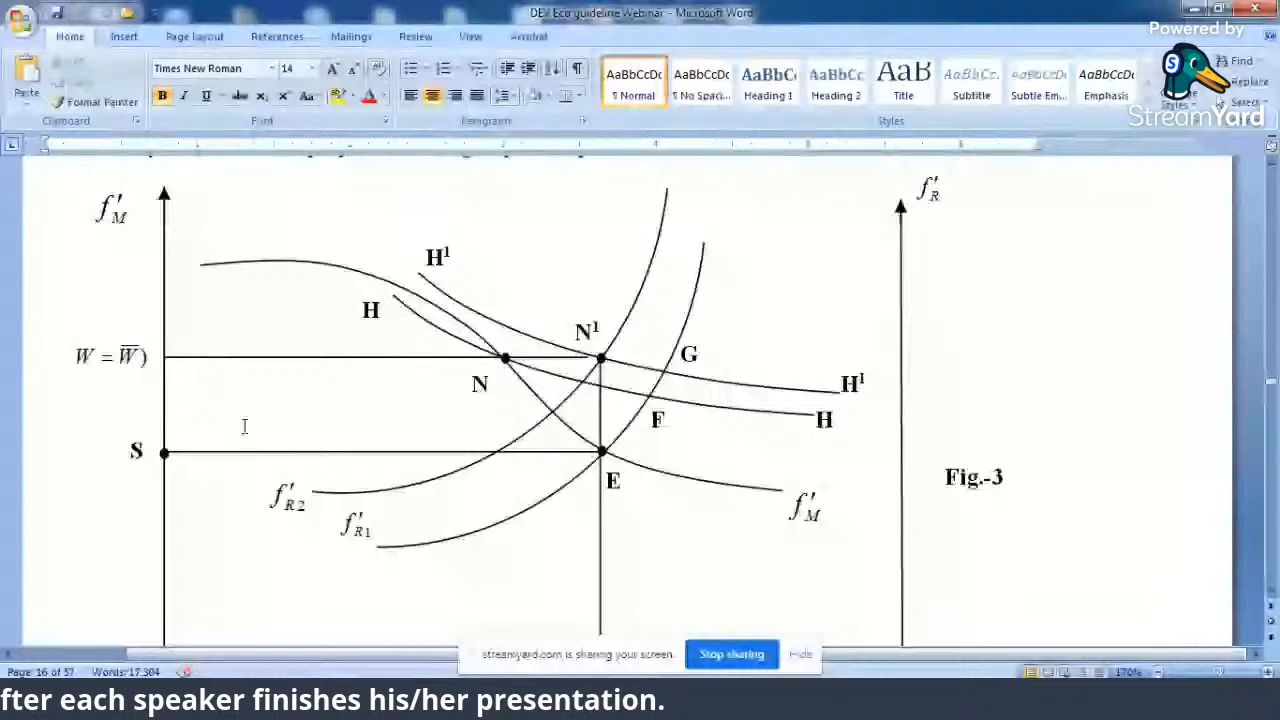 DEV Eco guideline Webinar - Microsoft Word
Powered by
StreamYard
Home Insert Page Layout References Mailings Review View Acrobat
Paste
Format Painter
Clipboard
Times New Roman 14
Font
Paragraph
AaBbCcDc AaBbCcDc AaBbC AaBbCc AaB AaBbCc. AaBbCcDc AaBbCcDc
¶ Normal ¶ No Spaci... Heading 1 Heading 2 Title Subtitle Subtle Em... Emphasis
Styles
Find
Replace
Select
f′M
f′R
H¹
H
N¹
W = W̅)
G
N
H¹
F
H
S
E
f′R2
f′R1
f′M
Fig.-3
streamyard.com is sharing your screen.
Stop sharing
Hide
Page: 16 of 57 Words: 17,304
170%
fter each speaker finishes his/her presentation.